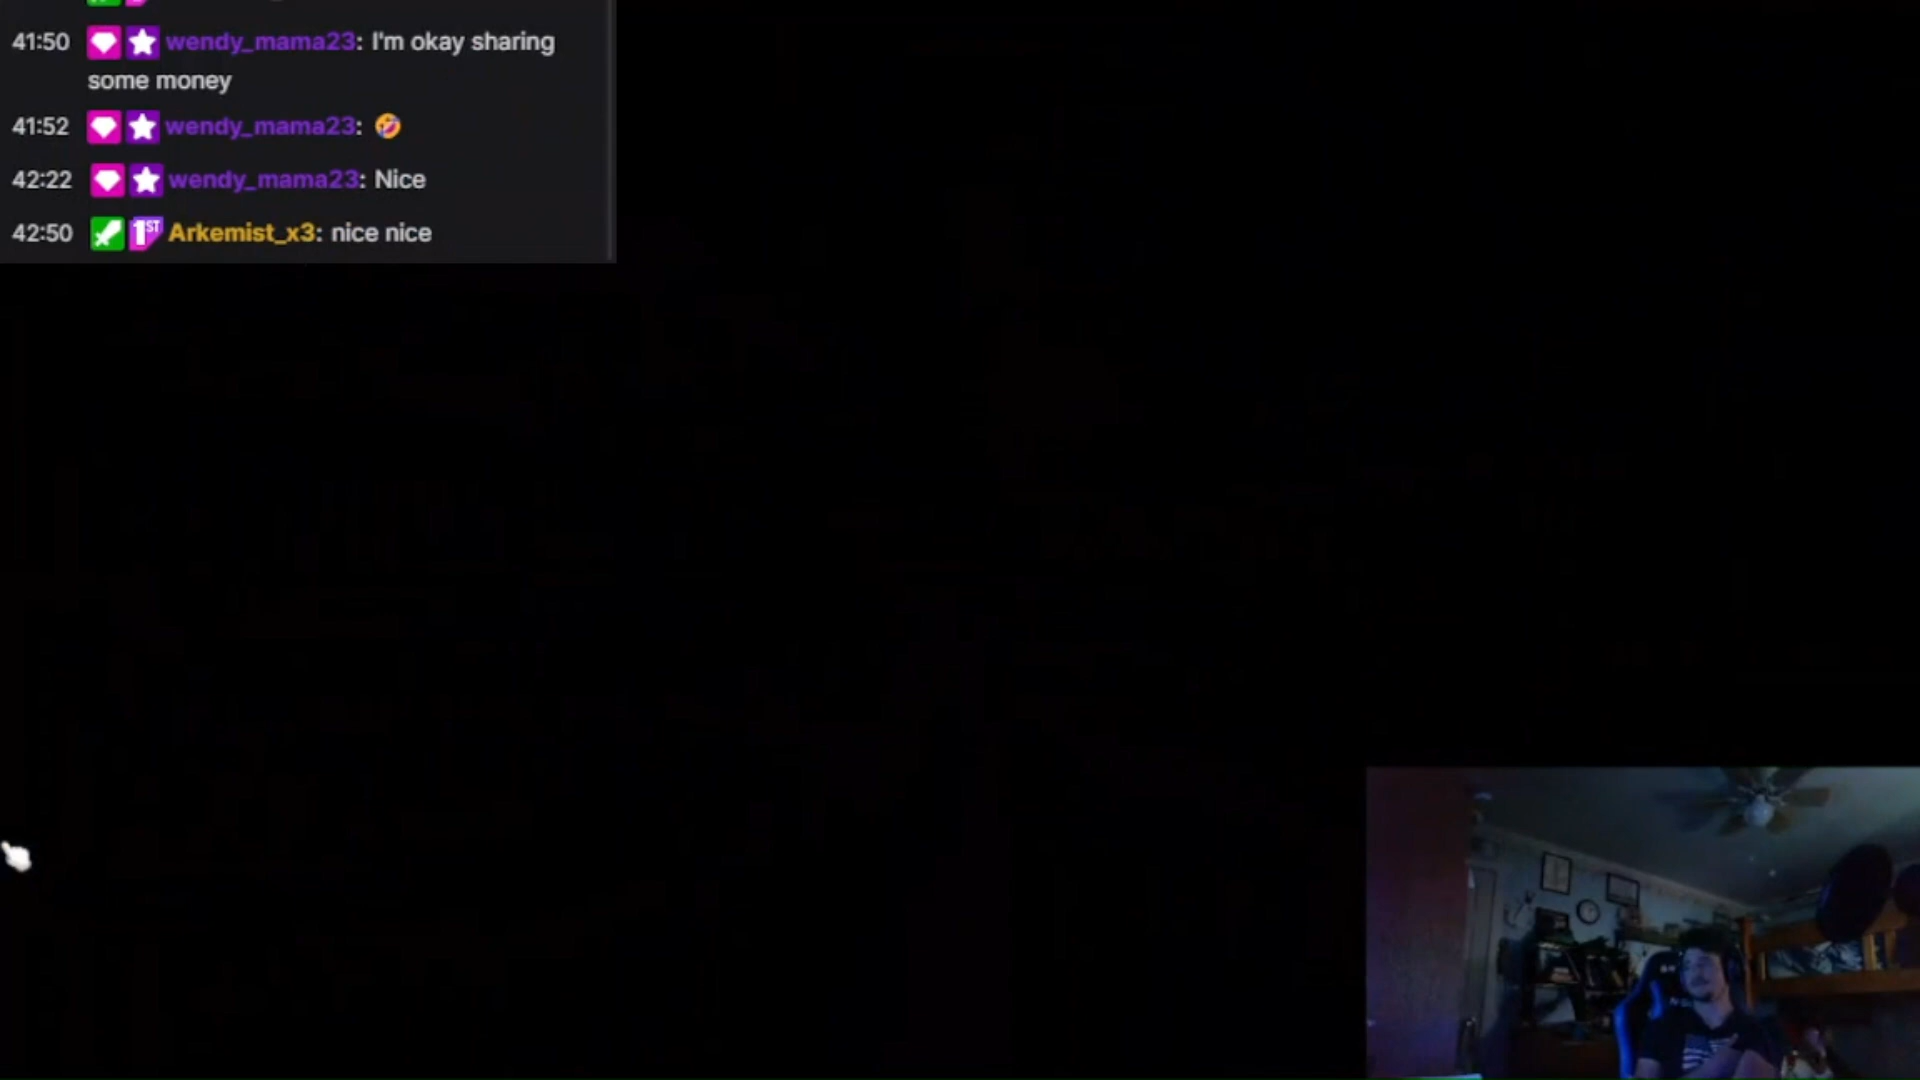 41:50 wendy_mama23: I'm okay sharing
some money
41:52 wendy_mama23: 🤣
42:22 wendy_mama23: Nice
42:50 1ST Arkemist_x3: nice nice